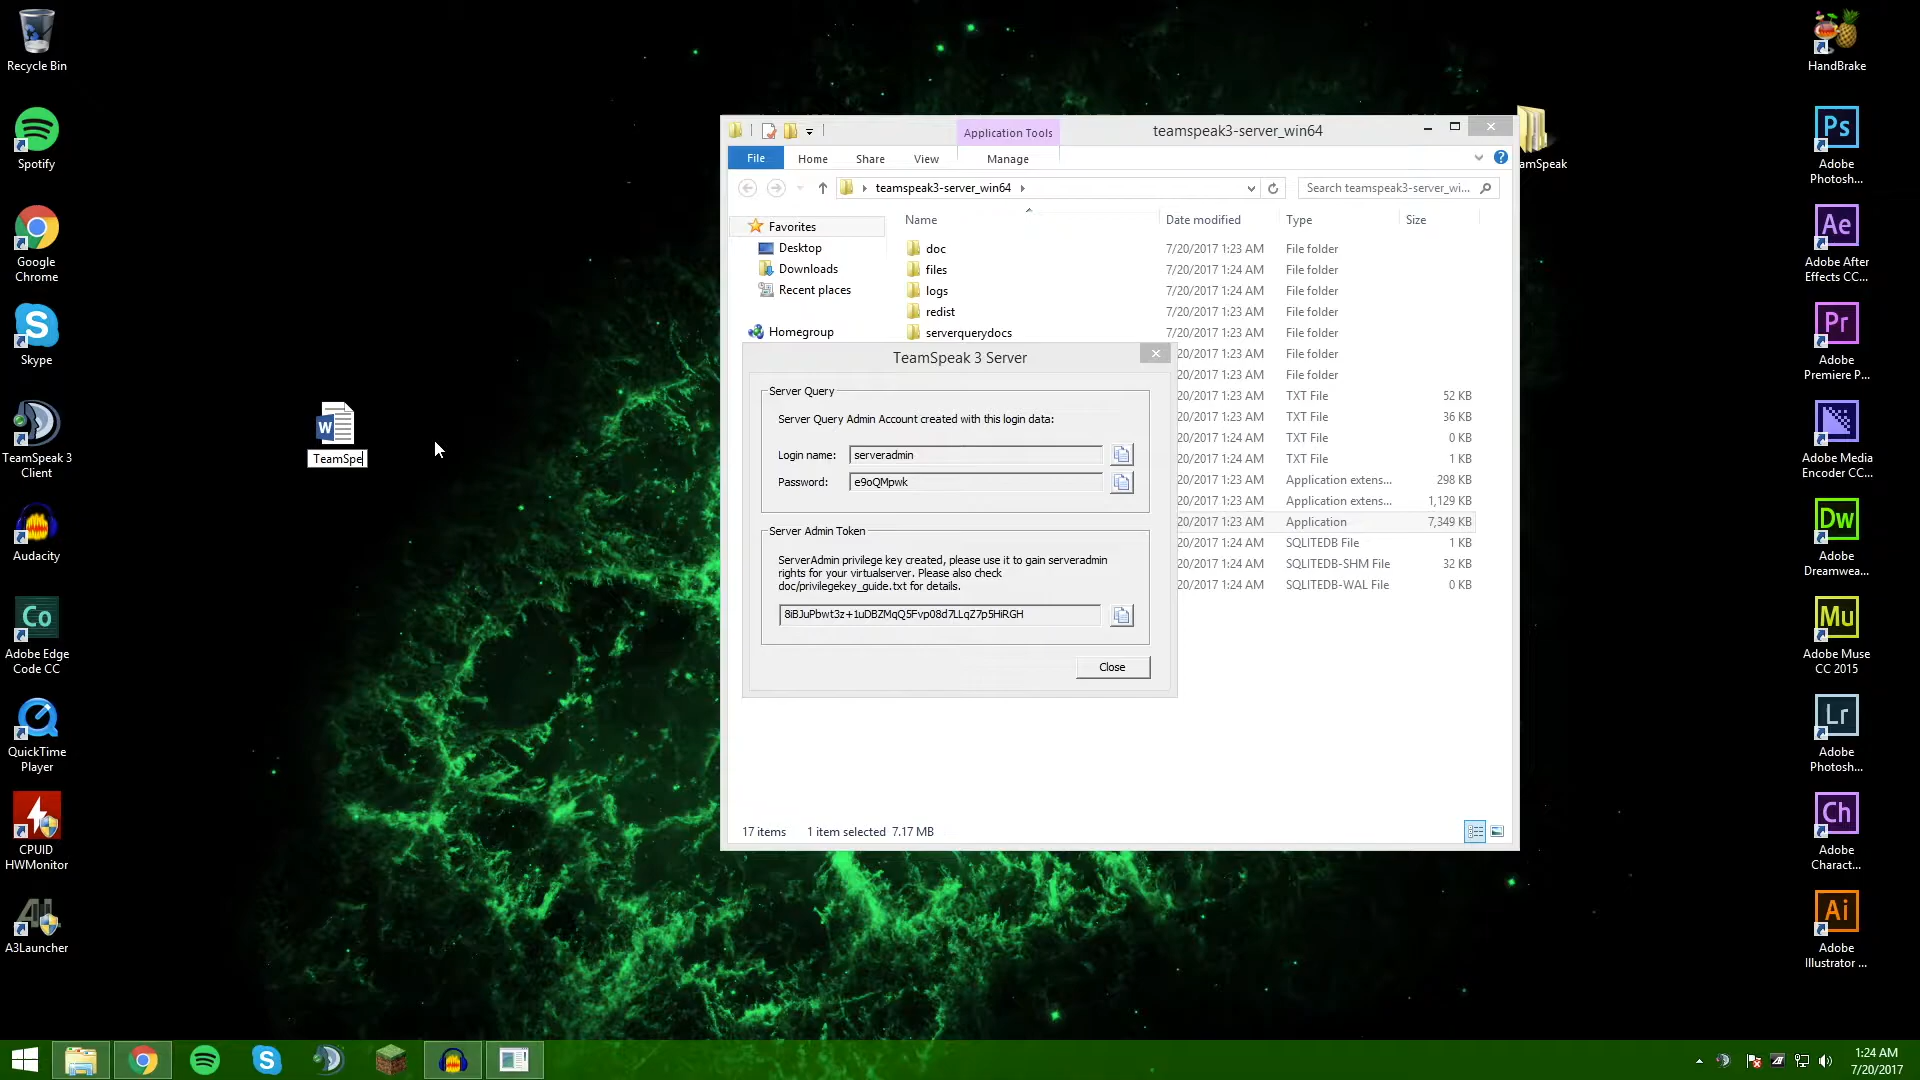 Recycle Bin
Spotify
Google
Chrome
Skype
TeamSpeak 3
Client
Audacity
Co
Adobe Edge
Code CC
QuickTime
Player
CPUID
HWMonitor
A3Launcher
W
TeamSpe
Application Tools
teamspeak3-server_win64
File
Home
Share
View
Manage
teamspeak3-server_win64
Search teamspeak3-server_wi...
Favorites
Desktop
Downloads
Recent places
Homegroup
Name
Date modified
Type
Size
doc
7/20/2017 1:23 AM
File folder
files
7/20/2017 1:24 AM
File folder
logs
7/20/2017 1:24 AM
File folder
redist
7/20/2017 1:23 AM
File folder
serverquerydocs
7/20/2017 1:23 AM
File folder
20/2017 1:23 AM
File folder
20/2017 1:23 AM
File folder
20/2017 1:23 AM
TXT File
52 KB
20/2017 1:23 AM
TXT File
36 KB
20/2017 1:24 AM
TXT File
0 KB
20/2017 1:24 AM
TXT File
1 KB
20/2017 1:23 AM
Application extens...
298 KB
20/2017 1:23 AM
Application extens...
1,129 KB
20/2017 1:23 AM
Application
7,349 KB
20/2017 1:24 AM
SQLITEDB File
1 KB
20/2017 1:24 AM
SQLITEDB-SHM File
32 KB
20/2017 1:24 AM
SQLITEDB-WAL File
0 KB
TeamSpeak 3 Server
Server Query
Server Query Admin Account created with this login data:
Login name:
serveradmin
Password:
e9oQMpwk
Server Admin Token
ServerAdmin privilege key created, please use it to gain serveradmin
rights for your virtualserver. Please also check
doc/privilegekey_guide.txt for details.
8iBJuPbwt3z+1uDBZMqQ5Fvp08d7LLqZ7p5HiRGH
Close
17 items
1 item selected 7.17 MB
amSpeak
HandBrake
Ps
Adobe
Photosh...
Ae
Adobe After
Effects CC...
Pr
Adobe
Premiere P...
Adobe Media
Encoder CC...
Dw
Adobe
Dreamwea...
Mu
Adobe Muse
CC 2015
Lr
Adobe
Photosh...
Ch
Adobe
Charact...
Ai
Adobe
Illustrator ...
1:24 AM
7/20/2017